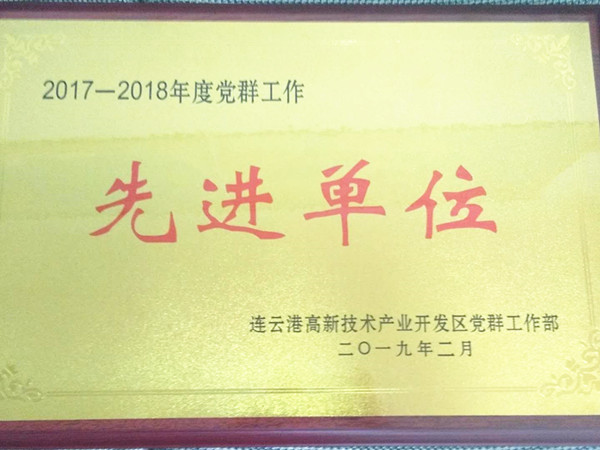 2017—2018年度党群工作
先进单位
连云港高新技术产业开发区党群工作部
二〇一九年二月